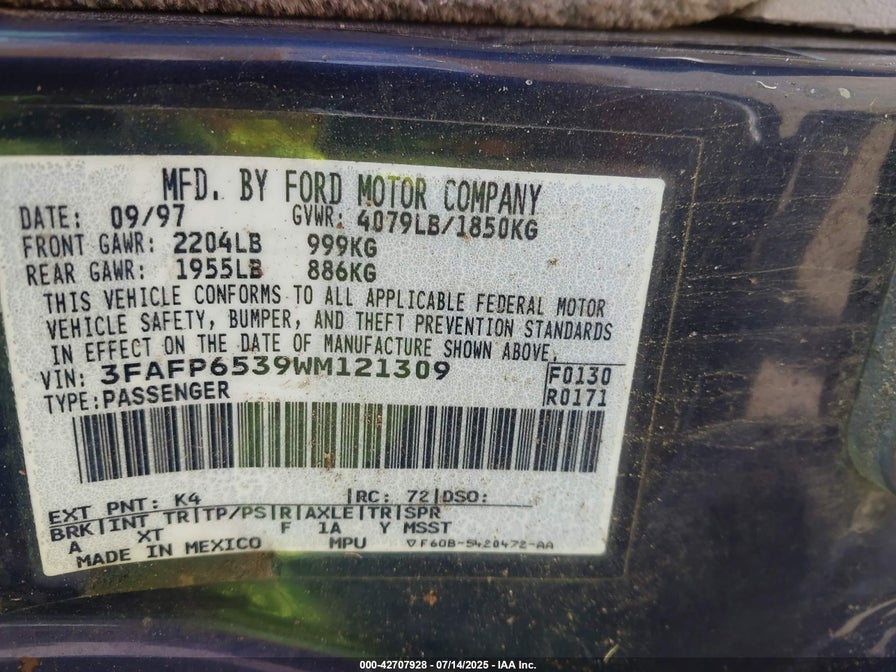 MFD. BY FORD MOTOR COMPANY
DATE: 09/97 GVWR: 4079LB/1850KG
FRONT GAWR: 2204LB 999KG
REAR GAWR: 1955LB 886KG
THIS VEHICLE CONFORMS TO ALL APPLICABLE FEDERAL MOTOR
VEHICLE SAFETY, BUMPER, AND THEFT PREVENTION STANDARDS
IN EFFECT ON THE DATE OF MANUFACTURE SHOWN ABOVE.
VIN: 3FAFP6539WM121309 F0130
TYPE: PASSENGER R0171
EXT PNT: K4 |RC: 72|DSO:
BRK|INT TR|TP/PS|R|AXLE|TR|SPR
A XT F 1A Y MSST
MADE IN MEXICO MPU ▽F60B-5420472-AA
000-42707928 - 07/14/2025 - IAA Inc.